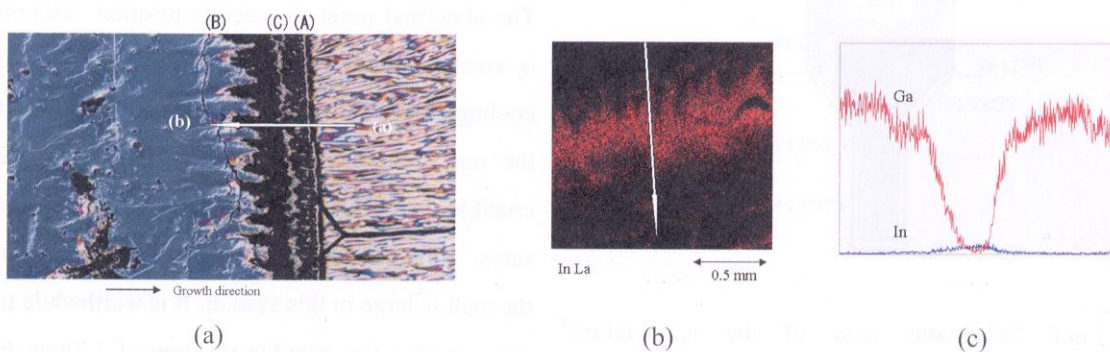 (B) (C) (A)
(b) (a)
Growth direction
(a)
In La
0.5 mm
(b)
Ga
In
(c)